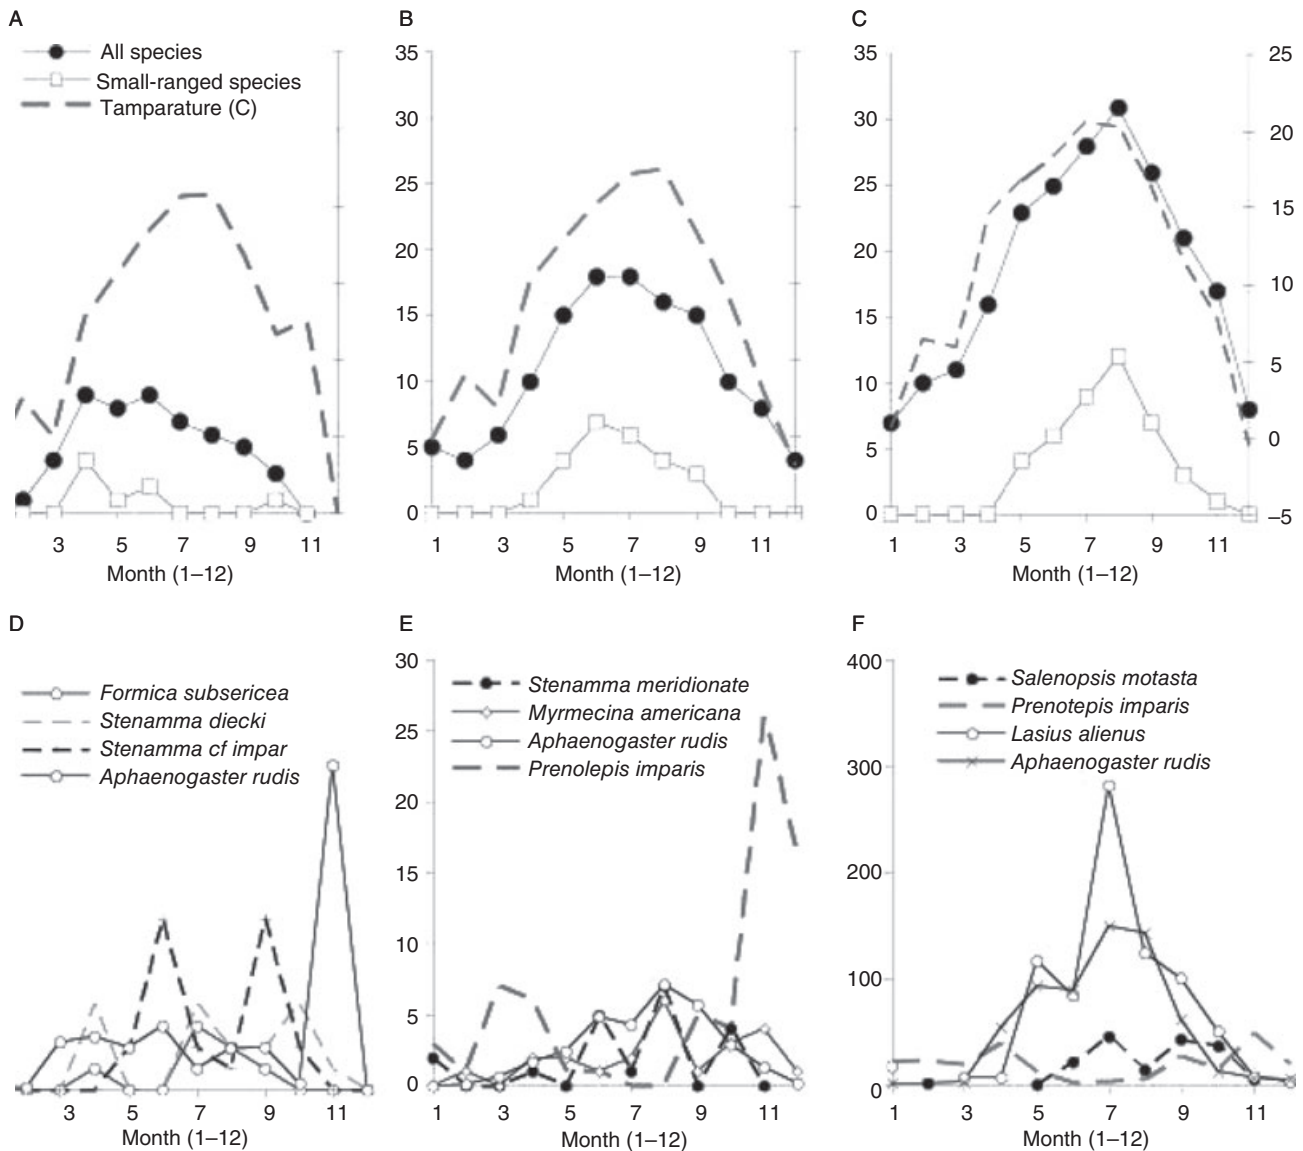 A
All species
Small-ranged species
Tamparature (C)
3 5 7 9 11
Month (1–12)
B
35
30
25
20
15
10
5
0
1 3 5 7 9 11
Month (1–12)
C
35
30
25
20
15
10
5
0
25
20
15
10
5
0
–5
1 3 5 7 9 11
Month (1–12)
D
Formica subsericea
Stenamma diecki
Stenamma cf impar
Aphaenogaster rudis
3 5 7 9 11
Month (1–12)
E
30
25
20
15
10
5
0
Stenamma meridionate
Myrmecina americana
Aphaenogaster rudis
Prenolepis imparis
1 3 5 7 9 11
Month (1–12)
F
400
300
200
100
0
Salenopsis motasta
Prenotepis imparis
Lasius alienus
Aphaenogaster rudis
1 3 5 7 9 11
Month (1–12)